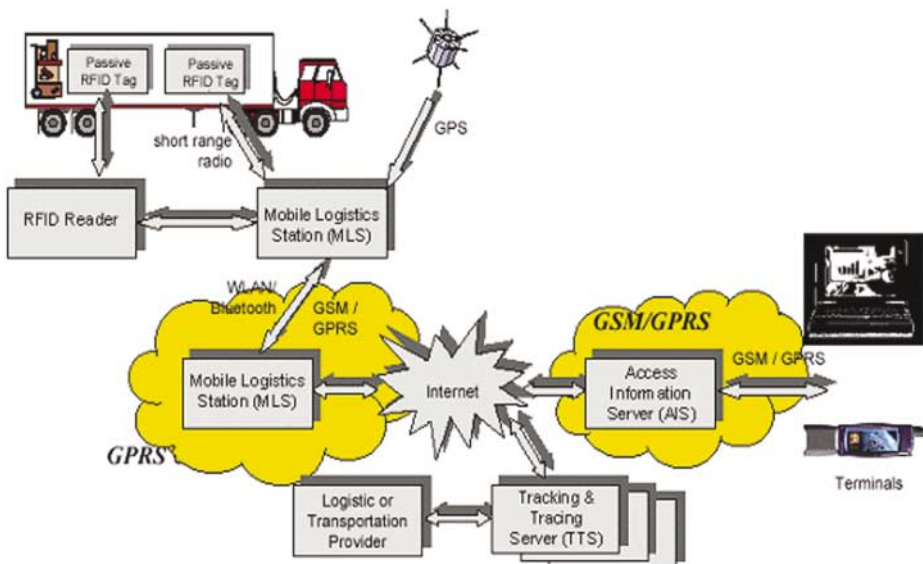 Passive
RFID Tag
Passive
RFID Tag
GPS
short range
radio
RFID Reader
Mobile Logistics
Station (MLS)
WLAN/
Bluetooth
GSM /
GPRS
GSM/GPRS
GSM / GPRS
Mobile Logistics
Station (MLS)
Internet
Access
Information
Server (AIS)
GPRS
Terminals
Logistic or
Transportation
Provider
Tracking &
Tracing
Server (TTS)